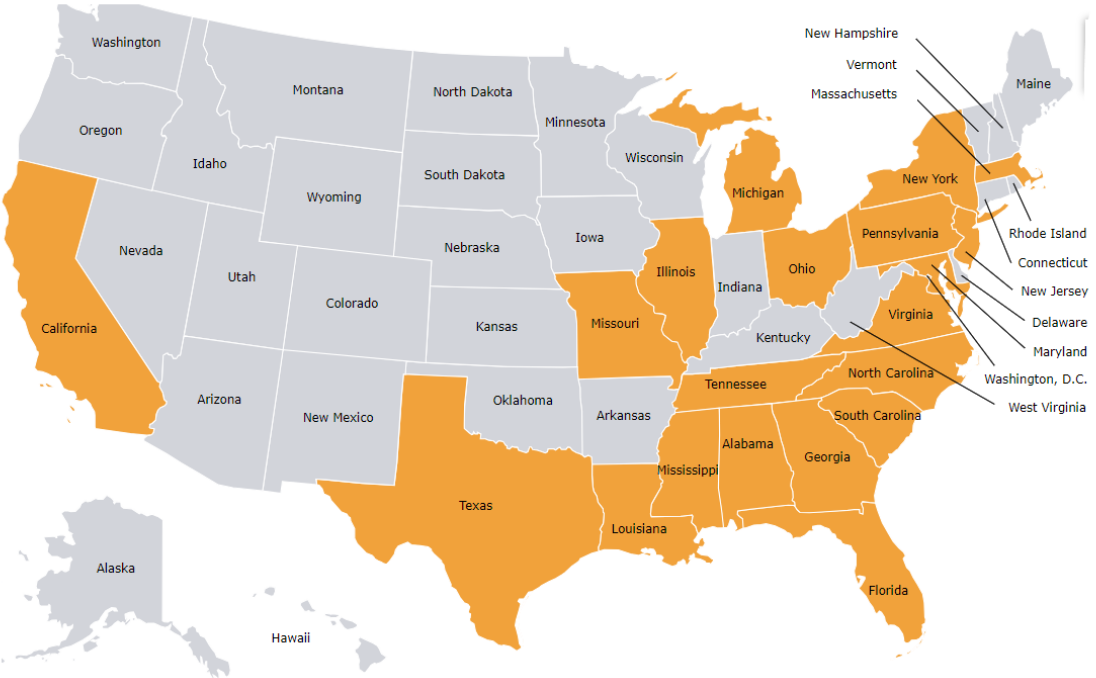 Washington
Oregon
California
Idaho
Nevada
Montana
Wyoming
Utah
Colorado
Arizona
New Mexico
North Dakota
South Dakota
Nebraska
Kansas
Oklahoma
Texas
Minnesota
Iowa
Missouri
Arkansas
Louisiana
Wisconsin
Illinois
Michigan
Indiana
Ohio
Kentucky
Tennessee
Mississippi
Alabama
Georgia
Florida
South Carolina
North Carolina
Virginia
Pennsylvania
New York
New Hampshire
Vermont
Massachusetts
Maine
Rhode Island
Connecticut
New Jersey
Delaware
Maryland
Washington, D.C.
West Virginia
Alaska
Hawaii